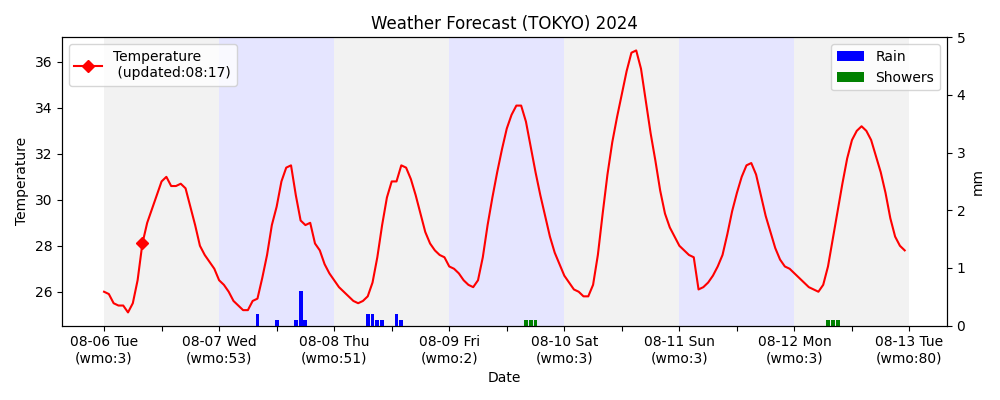 Weather Forecast (TOKYO) 2024
Temperature
(updated:08:17)
Rain
Showers
36
34
32
30
28
26
Temperature
5
4
3
2
1
0
mm
08-06 Tue
(wmo:3)
08-07 Wed
(wmo:53)
08-08 Thu
(wmo:51)
08-09 Fri
(wmo:2)
08-10 Sat
(wmo:3)
08-11 Sun
(wmo:3)
08-12 Mon
(wmo:3)
08-13 Tue
(wmo:80)
Date